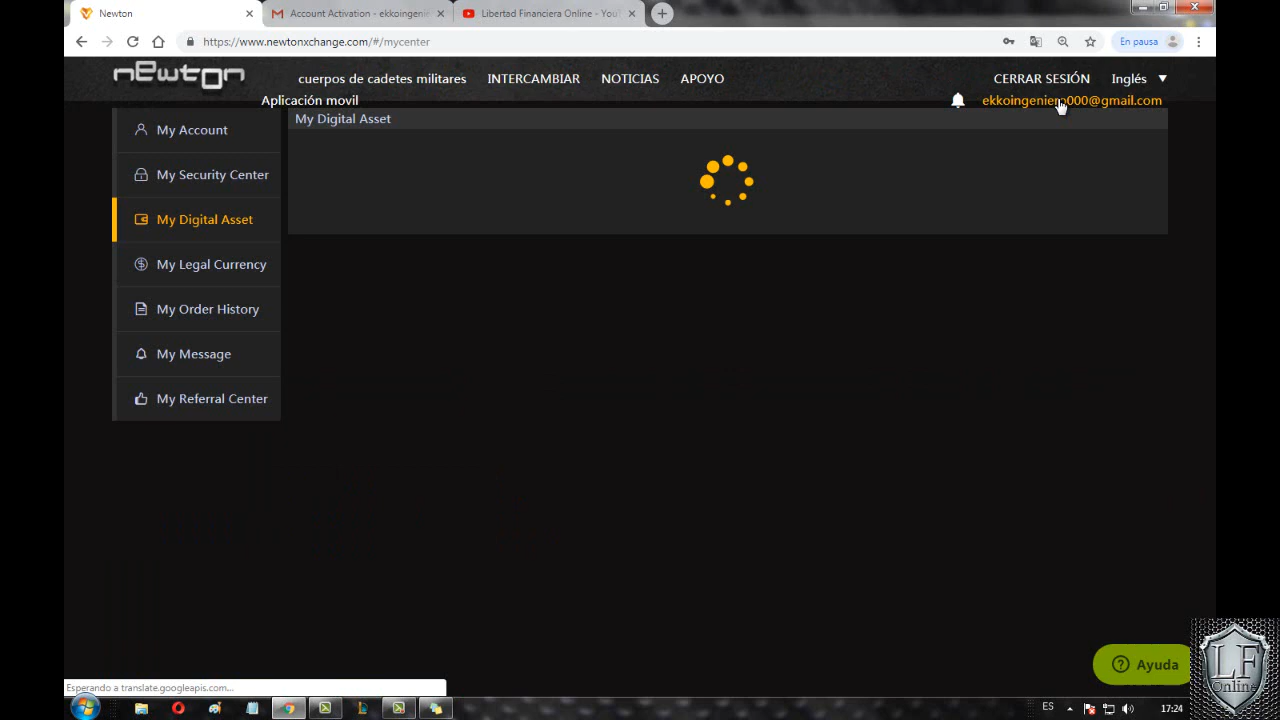 Newton
Account Activation - ekkoingenie
Libertad Financiera Online - You
https://www.newtonxchange.com/#/mycenter
En pausa
newton
cuerpos de cadetes militares
INTERCAMBIAR
NOTICIAS
APOYO
CERRAR SESIÓN
Inglés
Aplicación movil
ekkoingeniero000@gmail.com
My Account
My Security Center
My Digital Asset
My Legal Currency
My Order History
My Message
My Referral Center
My Digital Asset
Ayuda
Esperando a translate.googleapis.com...
ES
17:24
LF
Online